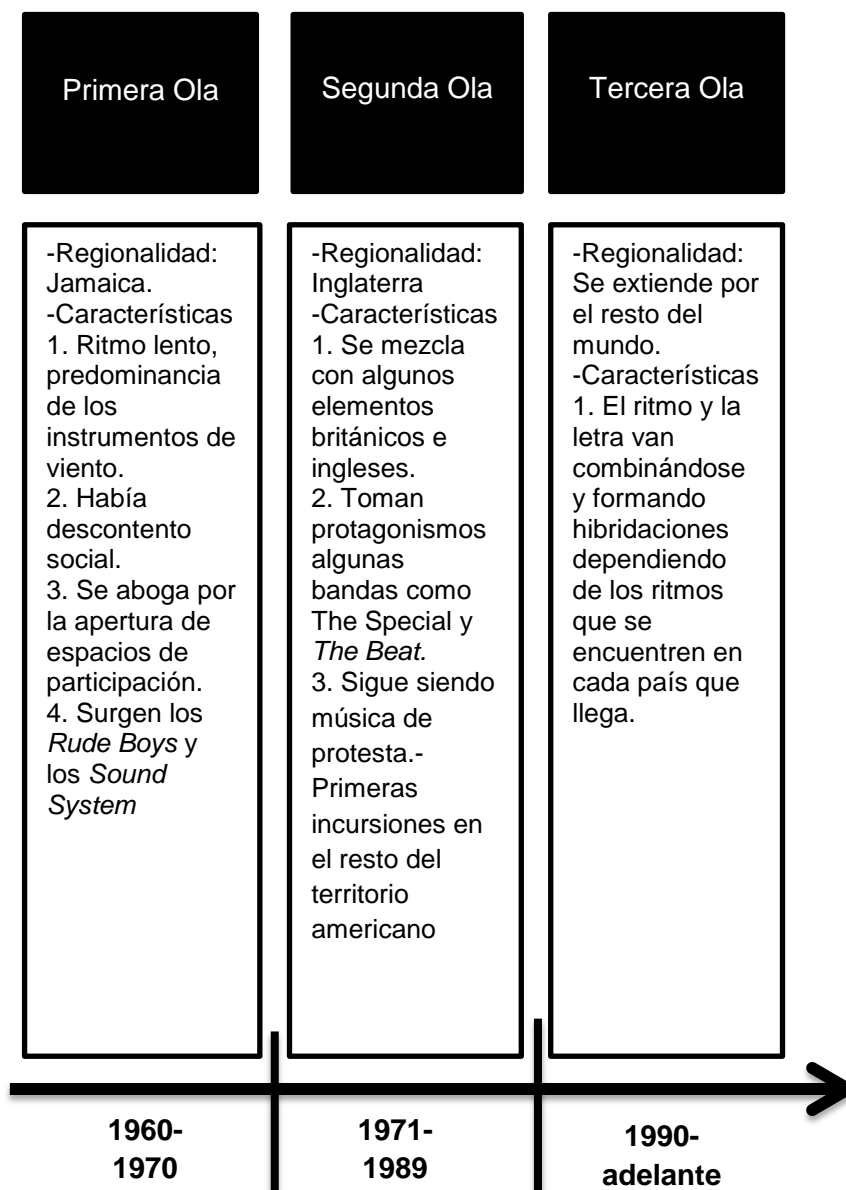 Primera Ola
Segunda Ola
Tercera Ola
-Regionalidad:
Jamaica.
-Características
1. Ritmo lento,
predominancia
de los
instrumentos de
viento.
2. Había
descontento
social.
3. Se aboga por
la apertura de
espacios de
participación.
4. Surgen los
Rude Boys y
los Sound
System
-Regionalidad:
Inglaterra
-Características
1. Se mezcla
con algunos
elementos
británicos e
ingleses.
2. Toman
protagonismos
algunas
bandas como
The Special y
The Beat.
3. Sigue siendo
música de
protesta.-
Primeras
incursiones en
el resto del
territorio
americano
-Regionalidad:
Se extiende por
el resto del
mundo.
-Características
1. El ritmo y la
letra van
combinándose
y formando
hibridaciones
dependiendo
de los ritmos
que se
encuentren en
cada país que
llega.
1960-
1970
1971-
1989
1990-
adelante